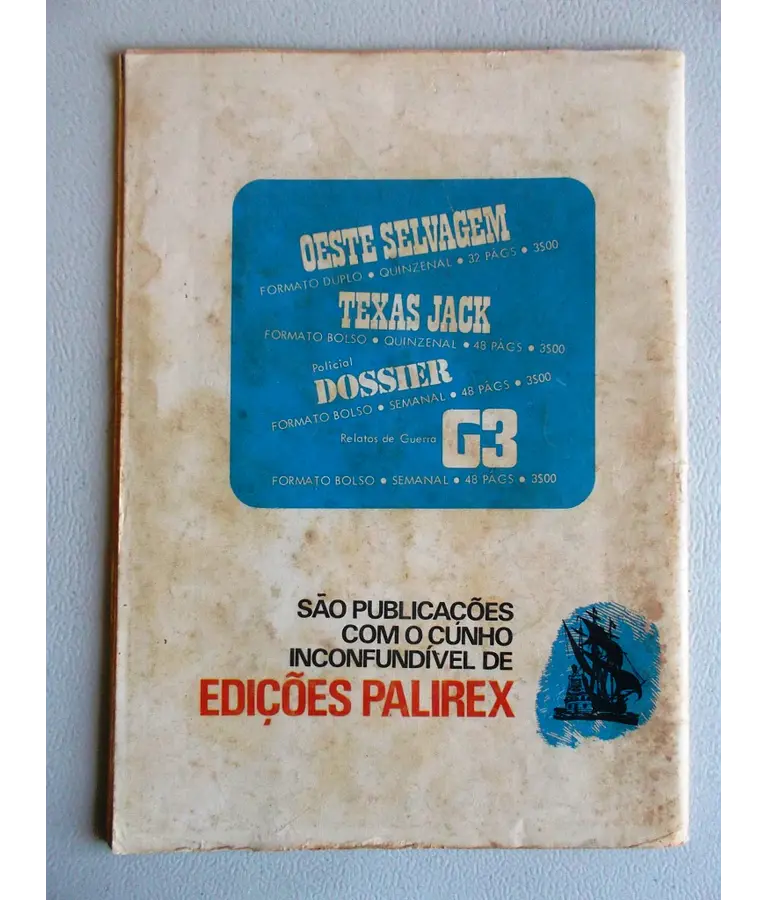 OESTE SELVAGEM
FORMATO DUPLO • QUINZENAL • 32 PÁGS • 3$00
TEXAS JACK
FORMATO BOLSO • QUINZENAL • 48 PÁGS • 3$00
Policial
DOSSIER
FORMATO BOLSO • SEMANAL • 48 PÁGS • 3$00
Relatos de Guerra G3
FORMATO BOLSO • SEMANAL • 48 PÁGS • 3$00
SÃO PUBLICAÇÕES
COM O CÚNHO
INCONFUNDÍVEL DE
EDIÇÕES PALIREX